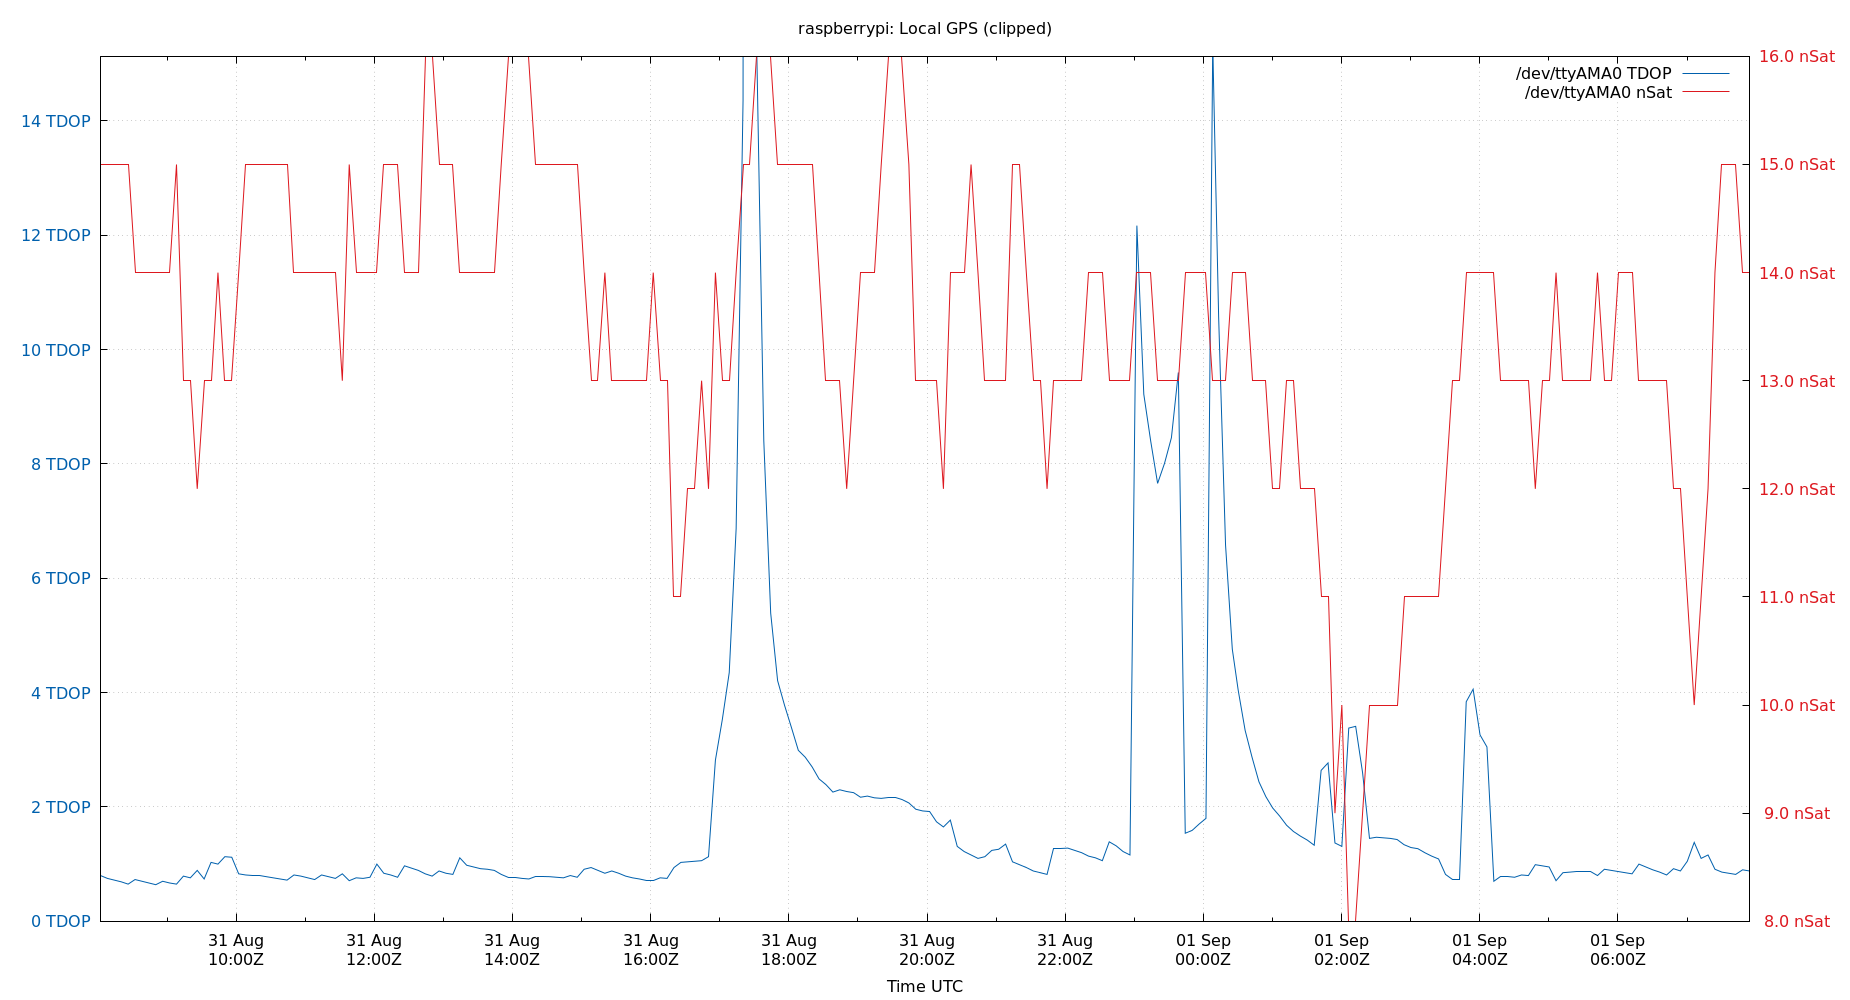 raspberrypi: Local GPS (clipped)
/dev/ttyAMA0 TDOP
/dev/ttyAMA0 nSat
14 TDOP
12 TDOP
10 TDOP
8 TDOP
6 TDOP
4 TDOP
2 TDOP
0 TDOP
16.0 nSat
15.0 nSat
14.0 nSat
13.0 nSat
12.0 nSat
11.0 nSat
10.0 nSat
9.0 nSat
8.0 nSat
31 Aug
10:00Z
31 Aug
12:00Z
31 Aug
14:00Z
31 Aug
16:00Z
31 Aug
18:00Z
31 Aug
20:00Z
31 Aug
22:00Z
01 Sep
00:00Z
01 Sep
02:00Z
01 Sep
04:00Z
01 Sep
06:00Z
Time UTC